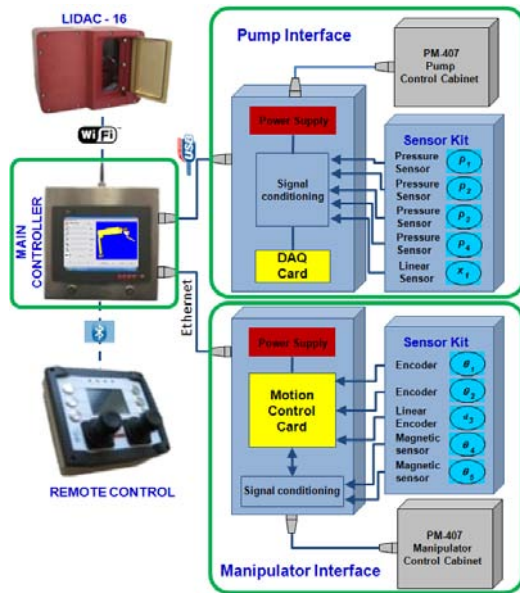 LIDAC - 16
WiFi
MAIN
CONTROLLER
REMOTE CONTROL
USB
Ethernet
Pump Interface
PM-407
Pump
Control Cabinet
Power Supply
Signal
conditioning
DAQ
Card
Sensor Kit
Pressure
Sensor
P1
Pressure
Sensor
P2
Pressure
Sensor
P3
Pressure
Sensor
P4
Linear
Sensor
X1
Power Supply
Motion
Control
Card
Signal conditioning
Sensor Kit
Encoder
θ1
Encoder
θ2
Linear
Encoder
d3
Magnetic
sensor
θ4
Magnetic
sensor
θ5
PM-407
Manipulator
Control Cabinet
Manipulator Interface